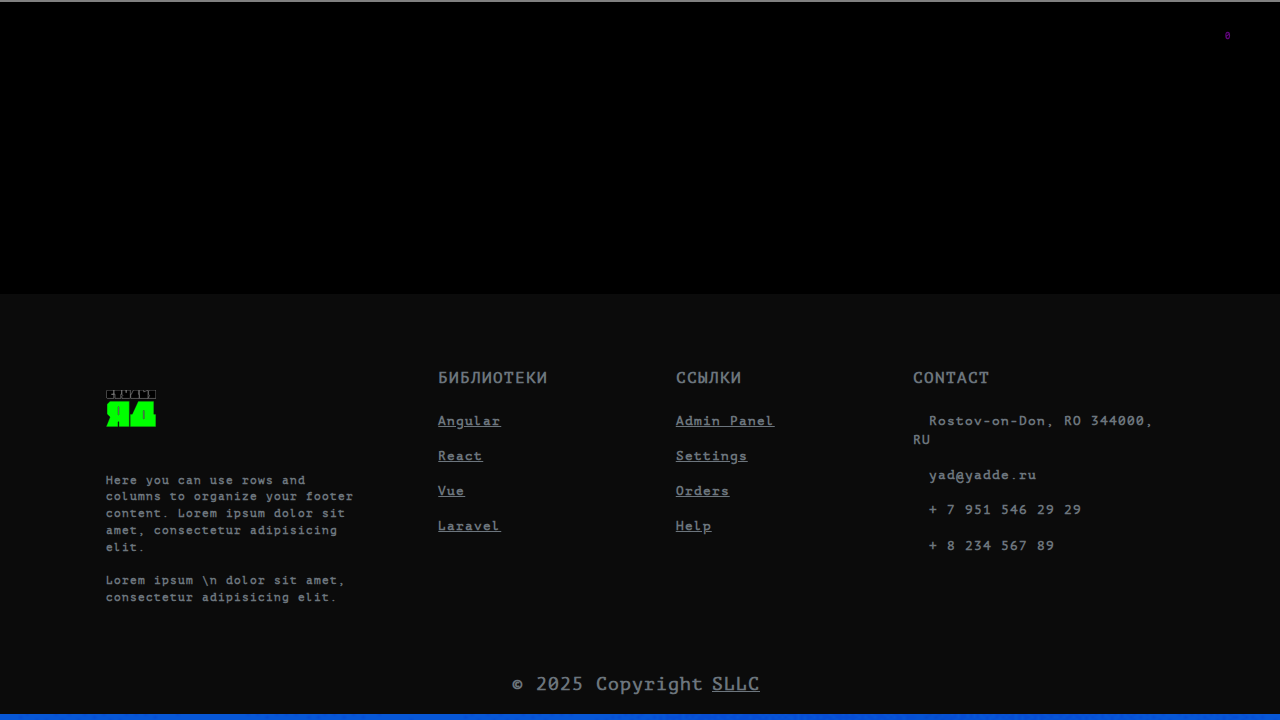 0
ЯД
Here you can use rows and
columns to organize your footer
content. Lorem ipsum dolor sit
amet, consectetur adipisicing
elit.
Lorem ipsum \n dolor sit amet,
consectetur adipisicing elit.
БИБЛИОТЕКИ
Angular
React
Vue
Laravel
ССЫЛКИ
Admin Panel
Settings
Orders
Help
CONTACT
Rostov-on-Don, RO 344000,
RU
yad@yadde.ru
+ 7 951 546 29 29
+ 8 234 567 89
© 2025 Copyright SLLC